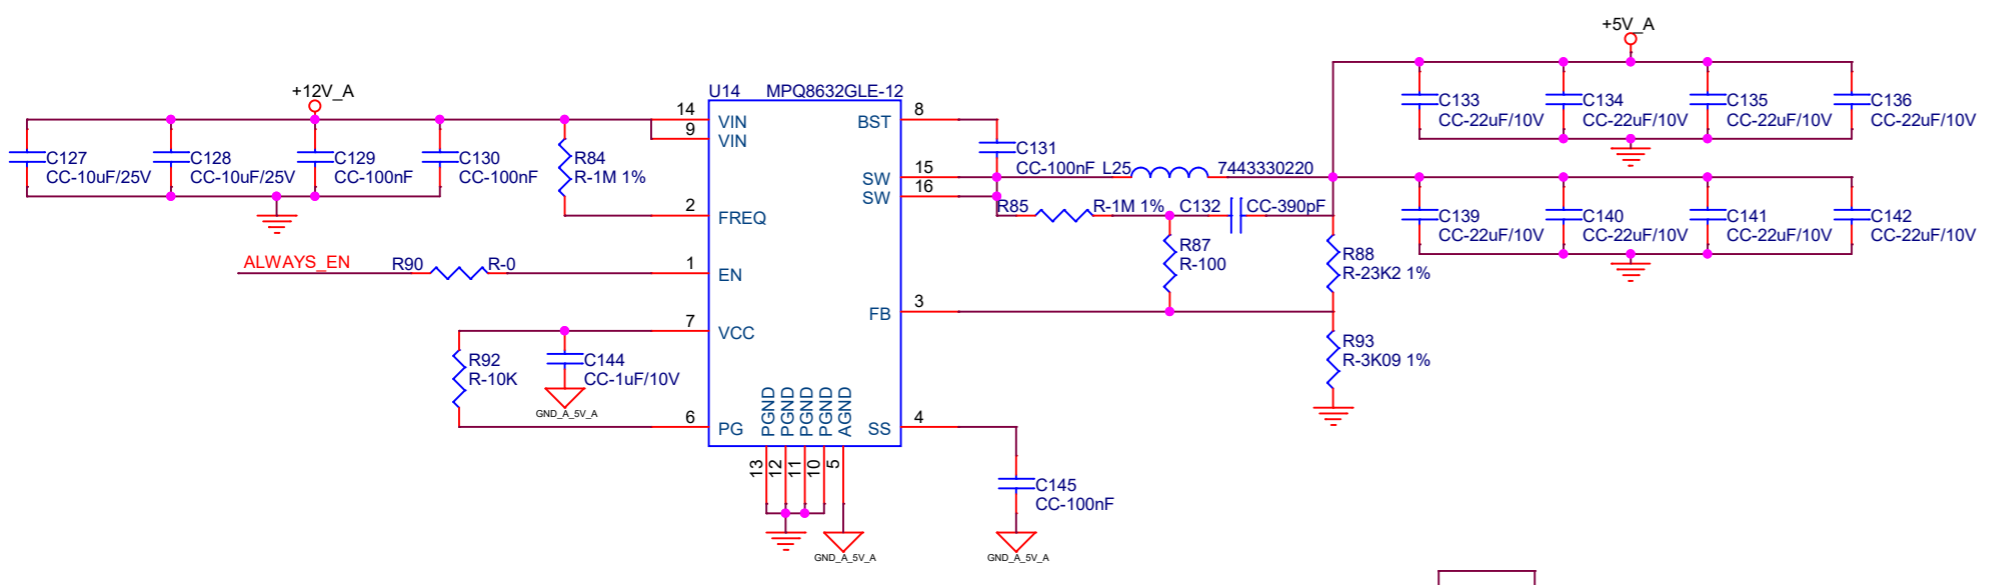 +5V_A
+12V_A
U14 MPQ8632GLE-12
14 VIN
9 VIN
BST 8
C133
CC-22uF/10V
C134
CC-22uF/10V
C135
CC-22uF/10V
C136
CC-22uF/10V
C127
CC-10uF/25V
C128
CC-10uF/25V
C129
CC-100nF
C130
CC-100nF
R84
R-1M 1%
C131
CC-100nF
L25 7443330220
SW 15
SW 16
2 FREQ
R85 R-1M 1%
C132 CC-390pF
C139
CC-22uF/10V
C140
CC-22uF/10V
C141
CC-22uF/10V
C142
CC-22uF/10V
R87
R-100
R88
R-23K2 1%
ALWAYS_EN R90 R-0 1 EN
FB 3
7 VCC
R92
R-10K
C144
CC-1uF/10V
GND_A_5V_A
R93
R-3K09 1%
6 PG
PGND
PGND
PGND
PGND
AGND
SS 4
13
12
11
10
5
C145
CC-100nF
GND_A_5V_A
GND_A_5V_A